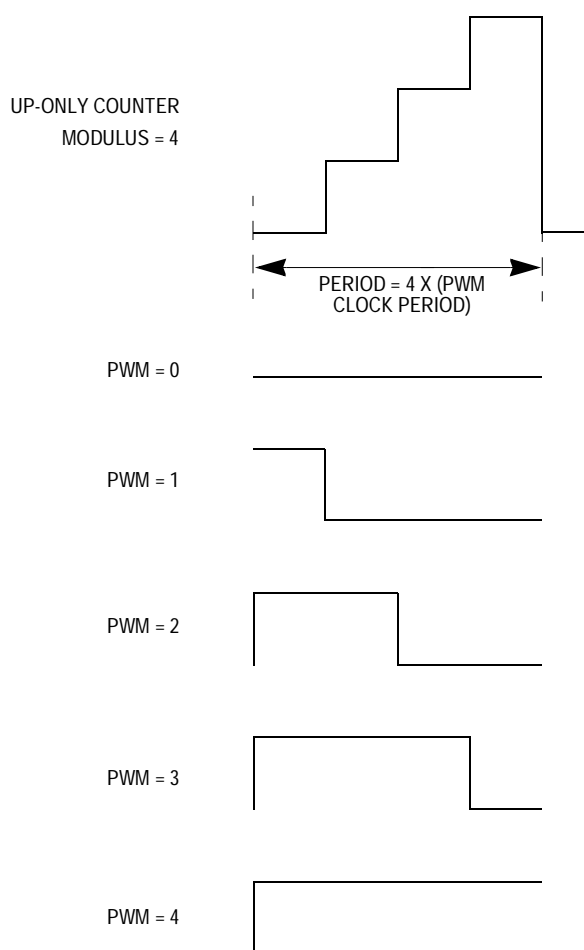 UP-ONLY COUNTER
MODULUS = 4
PERIOD = 4 X (PWM
CLOCK PERIOD)
PWM = 0
PWM = 1
PWM = 2
PWM = 3
PWM = 4